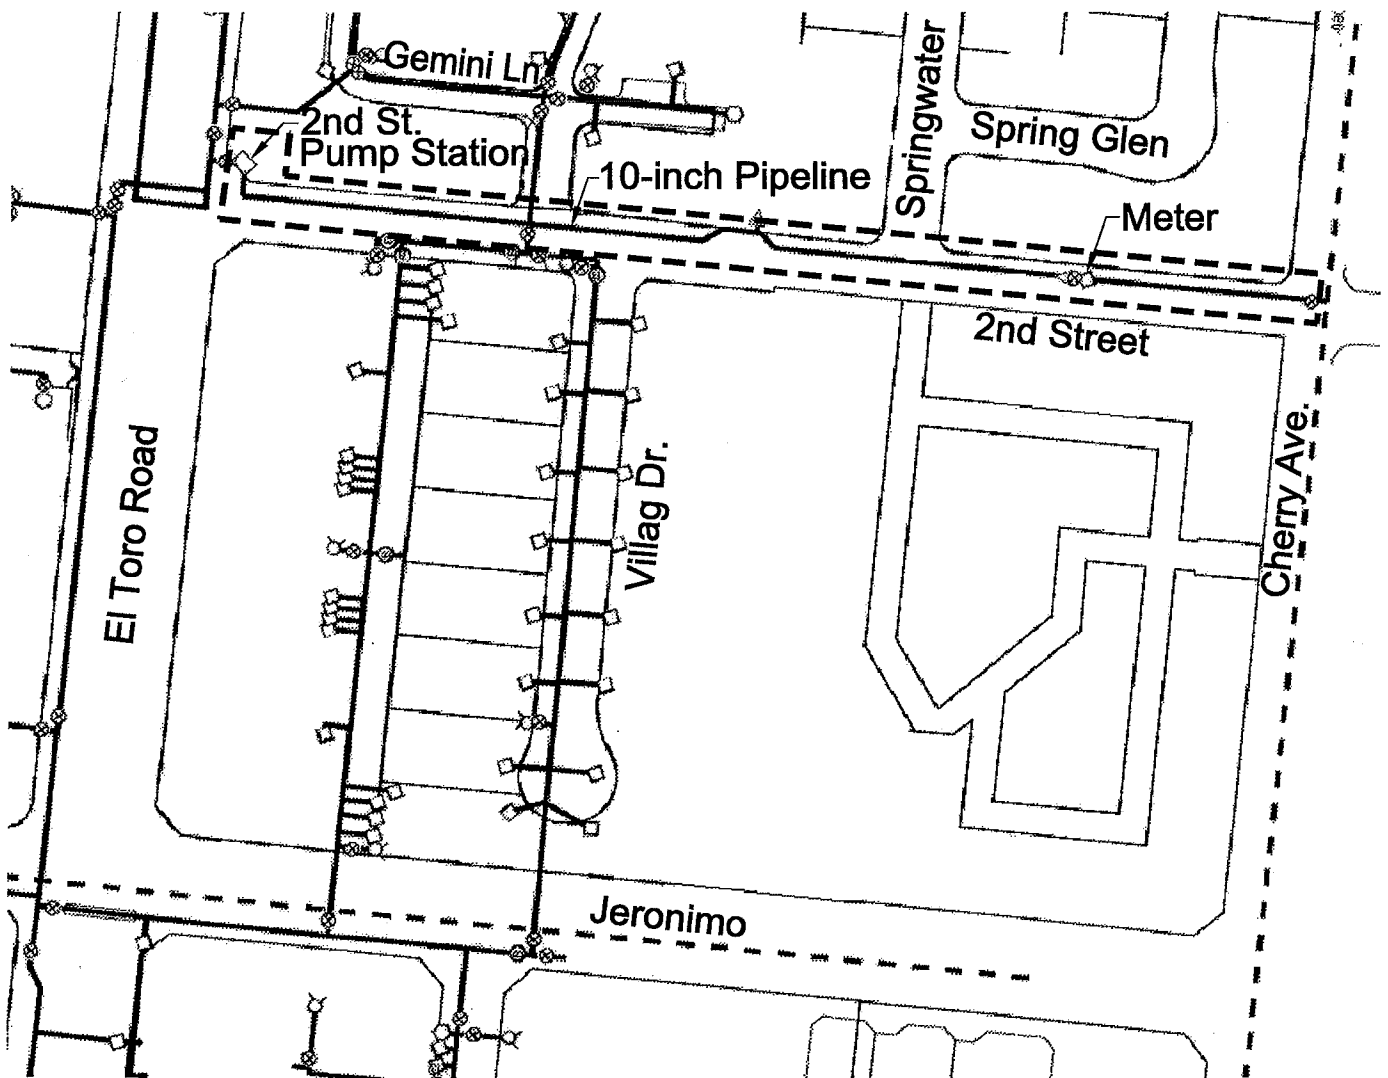 Gemini Ln
2nd St.
Pump Station
10-inch Pipeline
Springwater
Spring Glen
Meter
2nd Street
Cherry Ave.
El Toro Road
Villag Dr.
Jeronimo